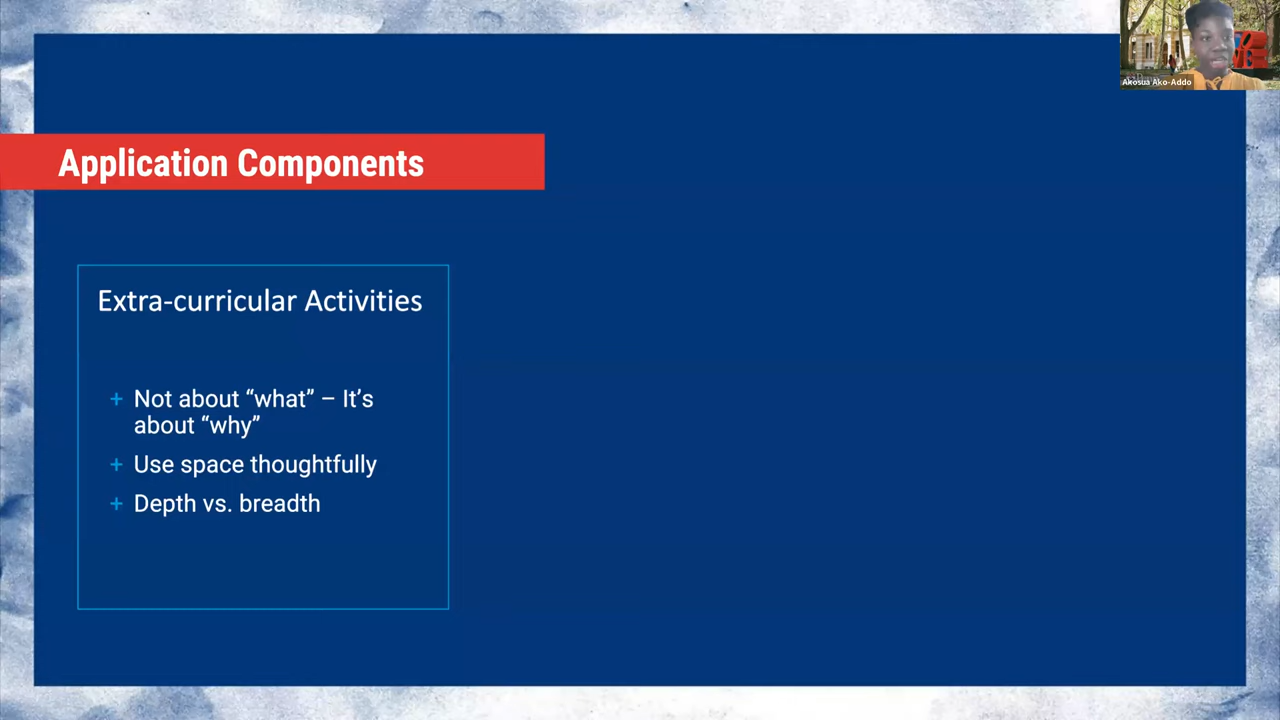 Akosua Ako-Addo
Application Components
Extra-curricular Activities
+ Not about “what” – It’s
about “why”
+ Use space thoughtfully
+ Depth vs. breadth